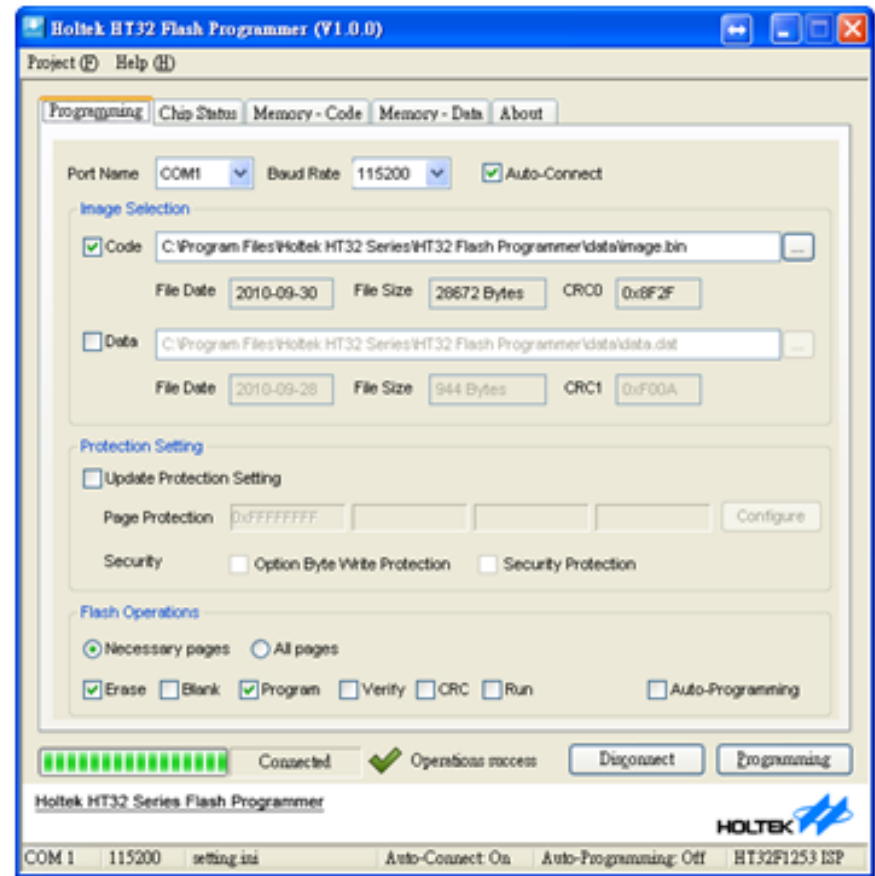 Holtek HT32 Flash Programmer (V1.0.0)
Project (F) Help (H)
Programming Chip Status Memory - Code Memory - Data About
Port Name COM1 Baud Rate 115200 Auto-Connect
Image Selection
Code C:\Program Files\Holtek HT32 Series\HT32 Flash Programmer\data\image.bin ...
File Date 2010-09-30 File Size 28672 Bytes CRC0 0x8F2F
Data C:\Program Files\Holtek HT32 Series\HT32 Flash Programmer\data\data.dat ...
File Date 2010-09-28 File Size 944 Bytes CRC1 0xF00A
Protection Setting
Update Protection Setting
Page Protection 0xFFFFFFFF Configure
Security Option Byte Write Protection Security Protection
Flash Operations
Necessary pages All pages
Erase Blank Program Verify CRC Run Auto-Programming
Connected Operations success Disconnect Programming
Holtek HT32 Series Flash Programmer
HOLTEK
COM 1 115200 setting.ini Auto-Connect: On Auto-Programming: Off HT32F1253 ISP